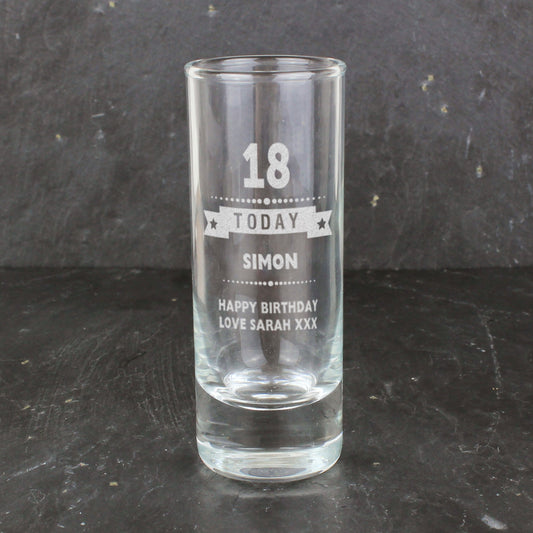 18
TODAY
SIMON
HAPPY BIRTHDAY
LOVE SARAH XXX